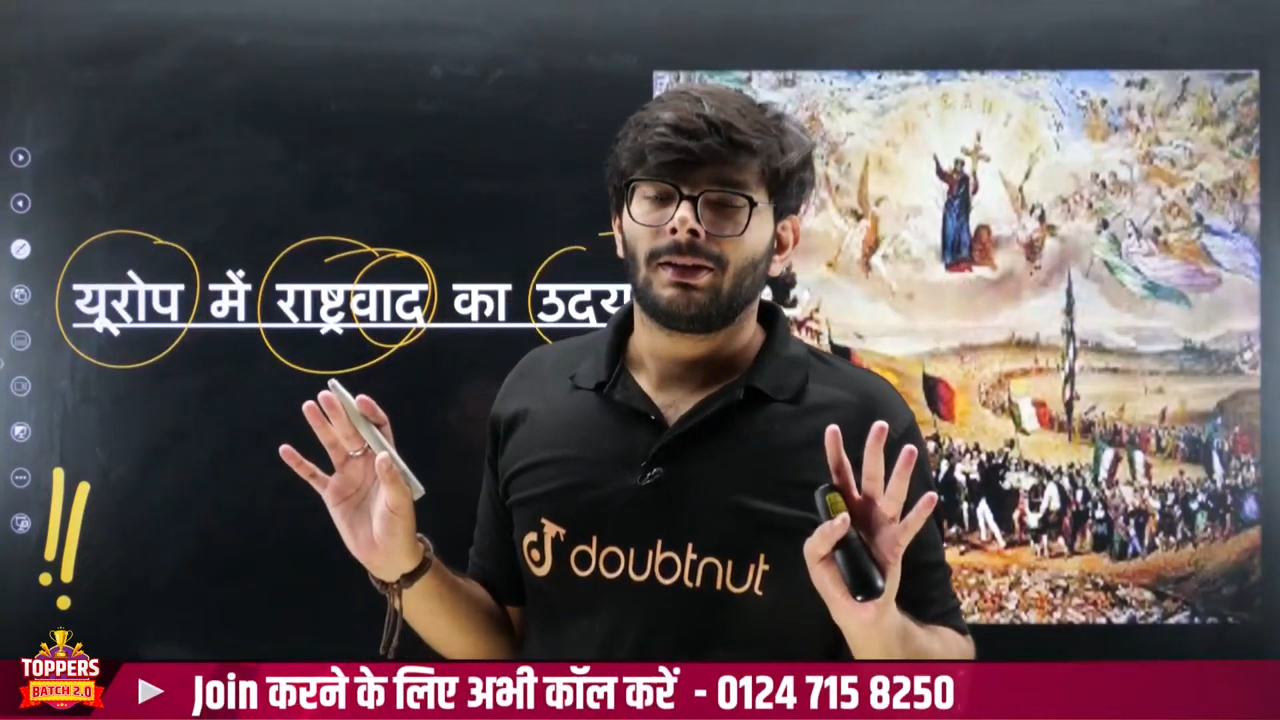 यूरोप में राष्ट्रवाद का उदय
!!
doubtnut
TOPPERS
BATCH 2.0
Join करने के लिए अभी कॉल करें - 0124 715 8250